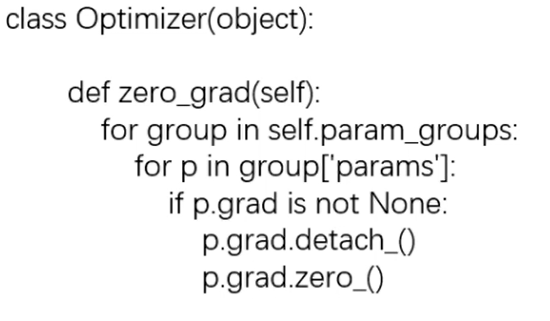 class Optimizer(object):
def zero_grad(self):
for group in self.param_groups:
for p in group['params']:
if p.grad is not None:
p.grad.detach_()
p.grad.zero_()